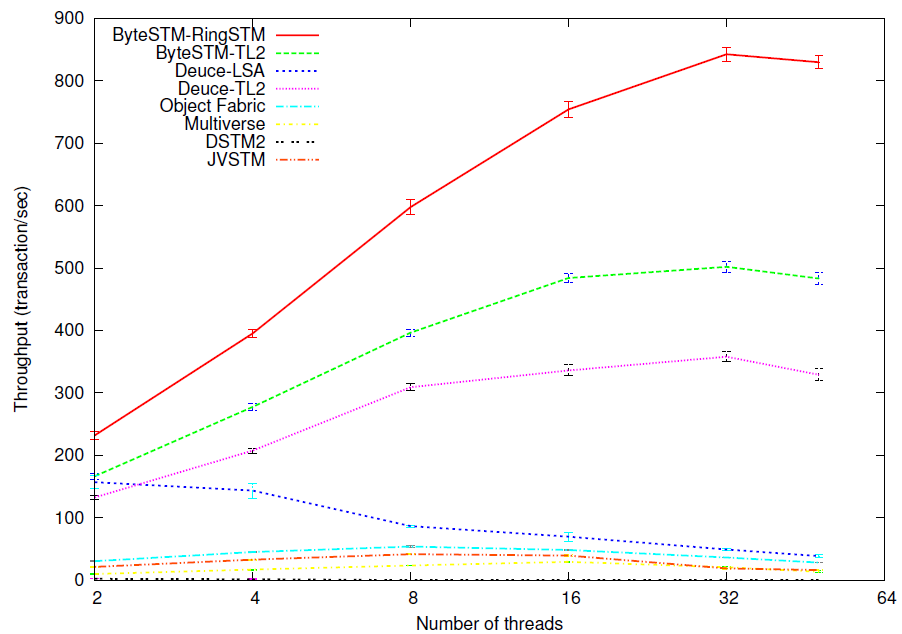 900
800
700
600
500
400
300
200
100
0
Throughput (transaction/sec)
ByteSTM-RingSTM
ByteSTM-TL2
Deuce-LSA
Deuce-TL2
Object Fabric
Multiverse
DSTM2
JVSTM
2 4 8 16 32 64
Number of threads